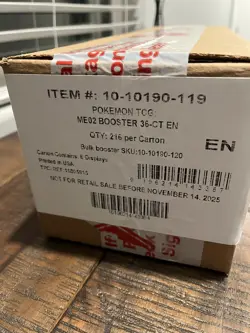 ITEM #: 10-10190-119
POKEMON TCG
ME02 BOOSTER 36-CT EN
QTY: 216 per Carton
Bulk booster SKU:10-10190-120
EN
Carton Contains: 6 Displays
Printed in USA
NOT FOR RETAIL SALE BEFORE NOVEMBER 14, 2025